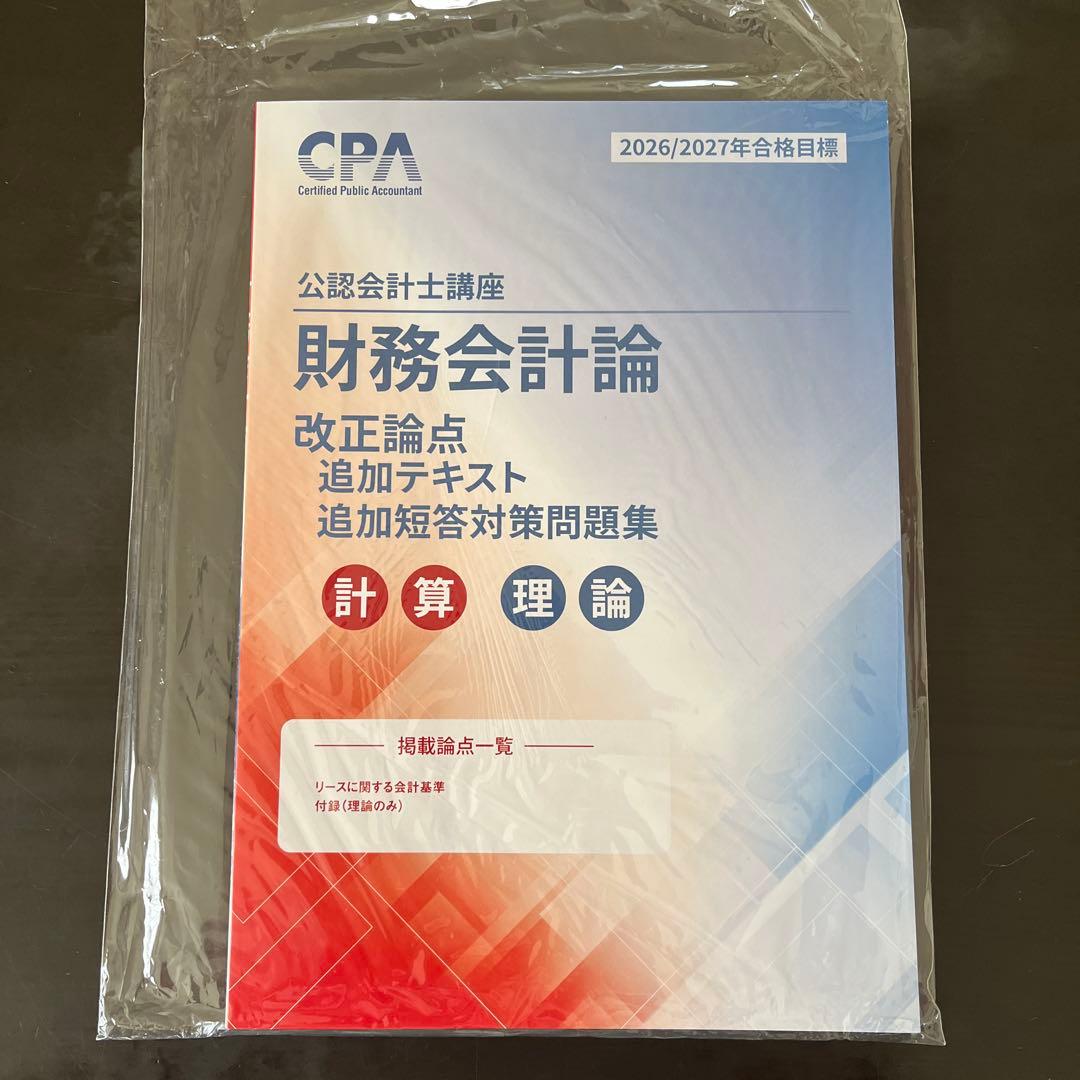 CPA
Certified Public Accountant
2026/2027年合格目標
公認会計士講座
財務会計論
改正論点
追加テキスト
追加短答対策問題集
計算 理論
掲載論点一覧
リースに関する会計基準
付録(理論のみ)